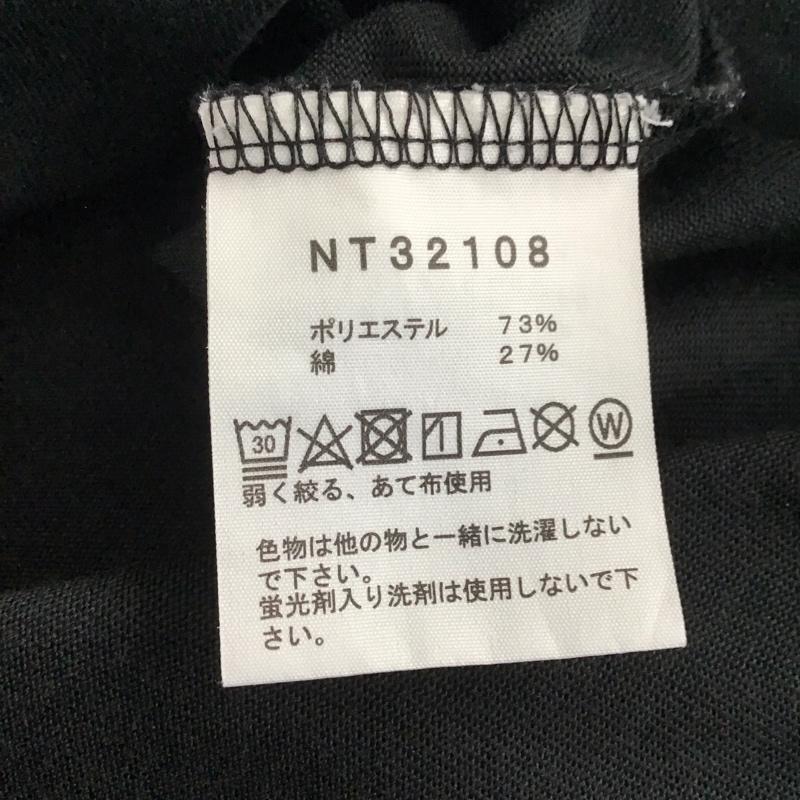 NT32108
ポリエステル 73%
綿 27%
30 W
弱く絞る、あて布使用
色物は他の物と一緒に洗濯しない
で下さい。
蛍光剤入り洗剤は使用しないで下
さい。